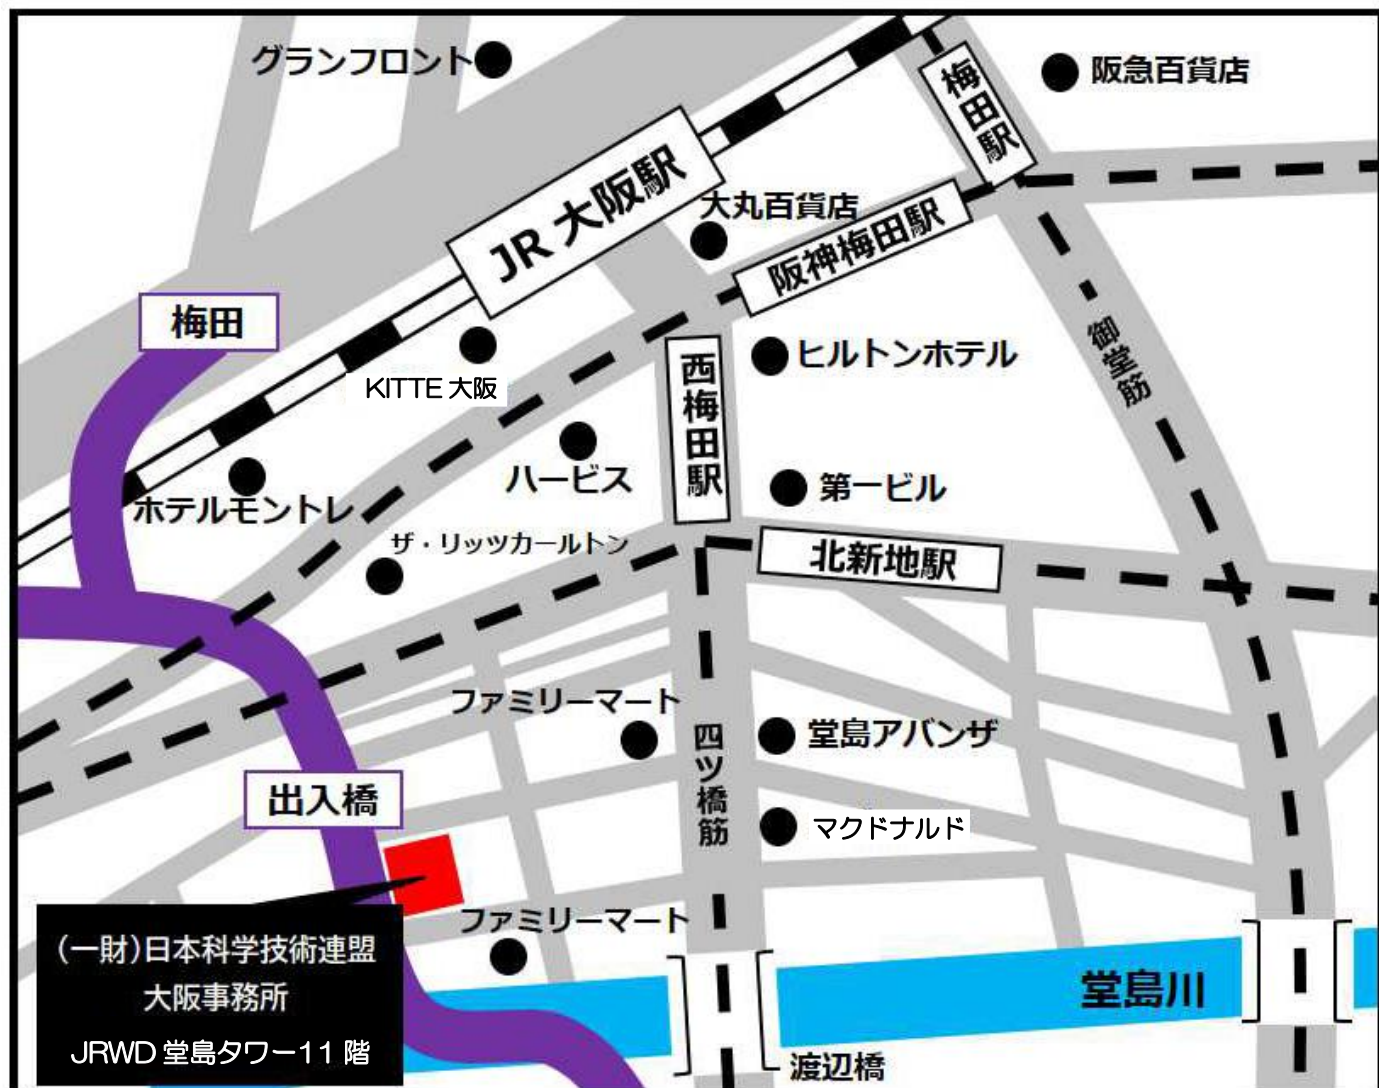 グランフロント
阪急百貨店
梅田駅
JR 大阪駅
大丸百貨店
阪神梅田駅
梅田
KITTE 大阪
西梅田駅
ヒルトンホテル
御堂筋
ハービス
ホテルモントレ
第一ビル
ザ・リッツカールトン
北新地駅
ファミリーマート
四ツ橋筋
堂島アバンザ
出入橋
マクドナルド
ファミリーマート
(一財)日本科学技術連盟
大阪事務所
JRWD 堂島タワー11 階
堂島川
渡辺橋